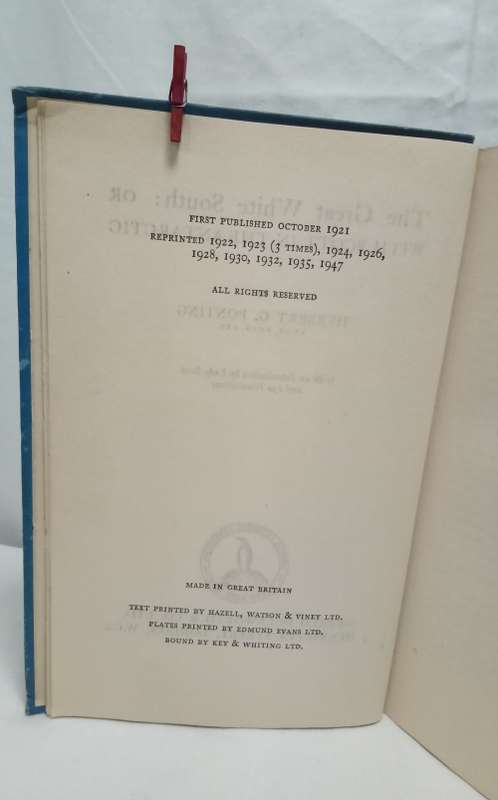 FIRST PUBLISHED OCTOBER 1921
REPRINTED 1922, 1923 (3 TIMES), 1924, 1926,
1928, 1930, 1932, 1935, 1947
ALL RIGHTS RESERVED
MADE IN GREAT BRITAIN
TEXT PRINTED BY HAZELL, WATSON & VINEY LTD.
PLATES PRINTED BY EDMUND EVANS LTD.
BOUND BY KEY & WHITING LTD.